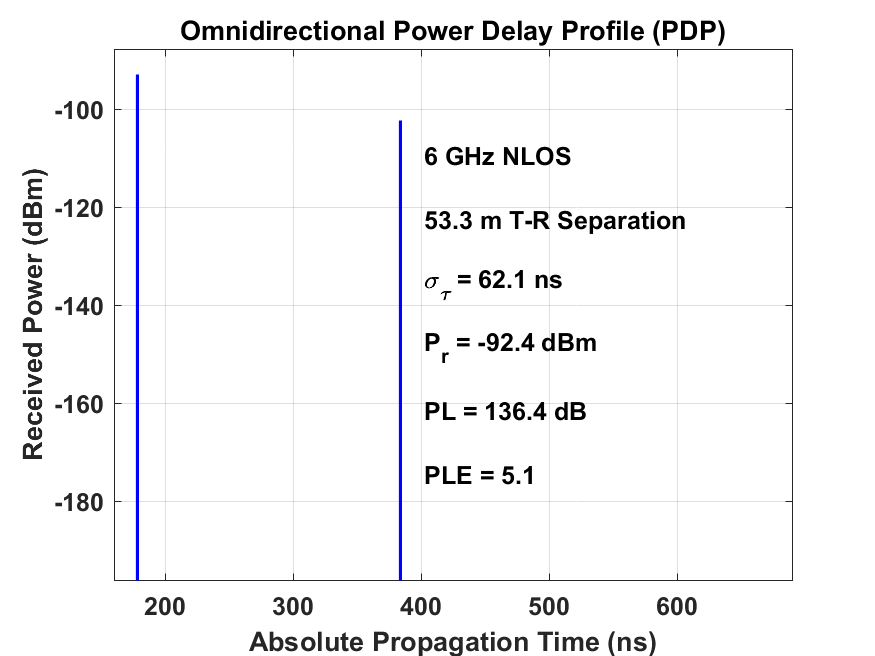 Omnidirectional Power Delay Profile (PDP)
Received Power (dBm)
-100
-120
-140
-160
-180
6 GHz NLOS
53.3 m T-R Separation
σ_τ = 62.1 ns
P_r = -92.4 dBm
PL = 136.4 dB
PLE = 5.1
200 300 400 500 600
Absolute Propagation Time (ns)